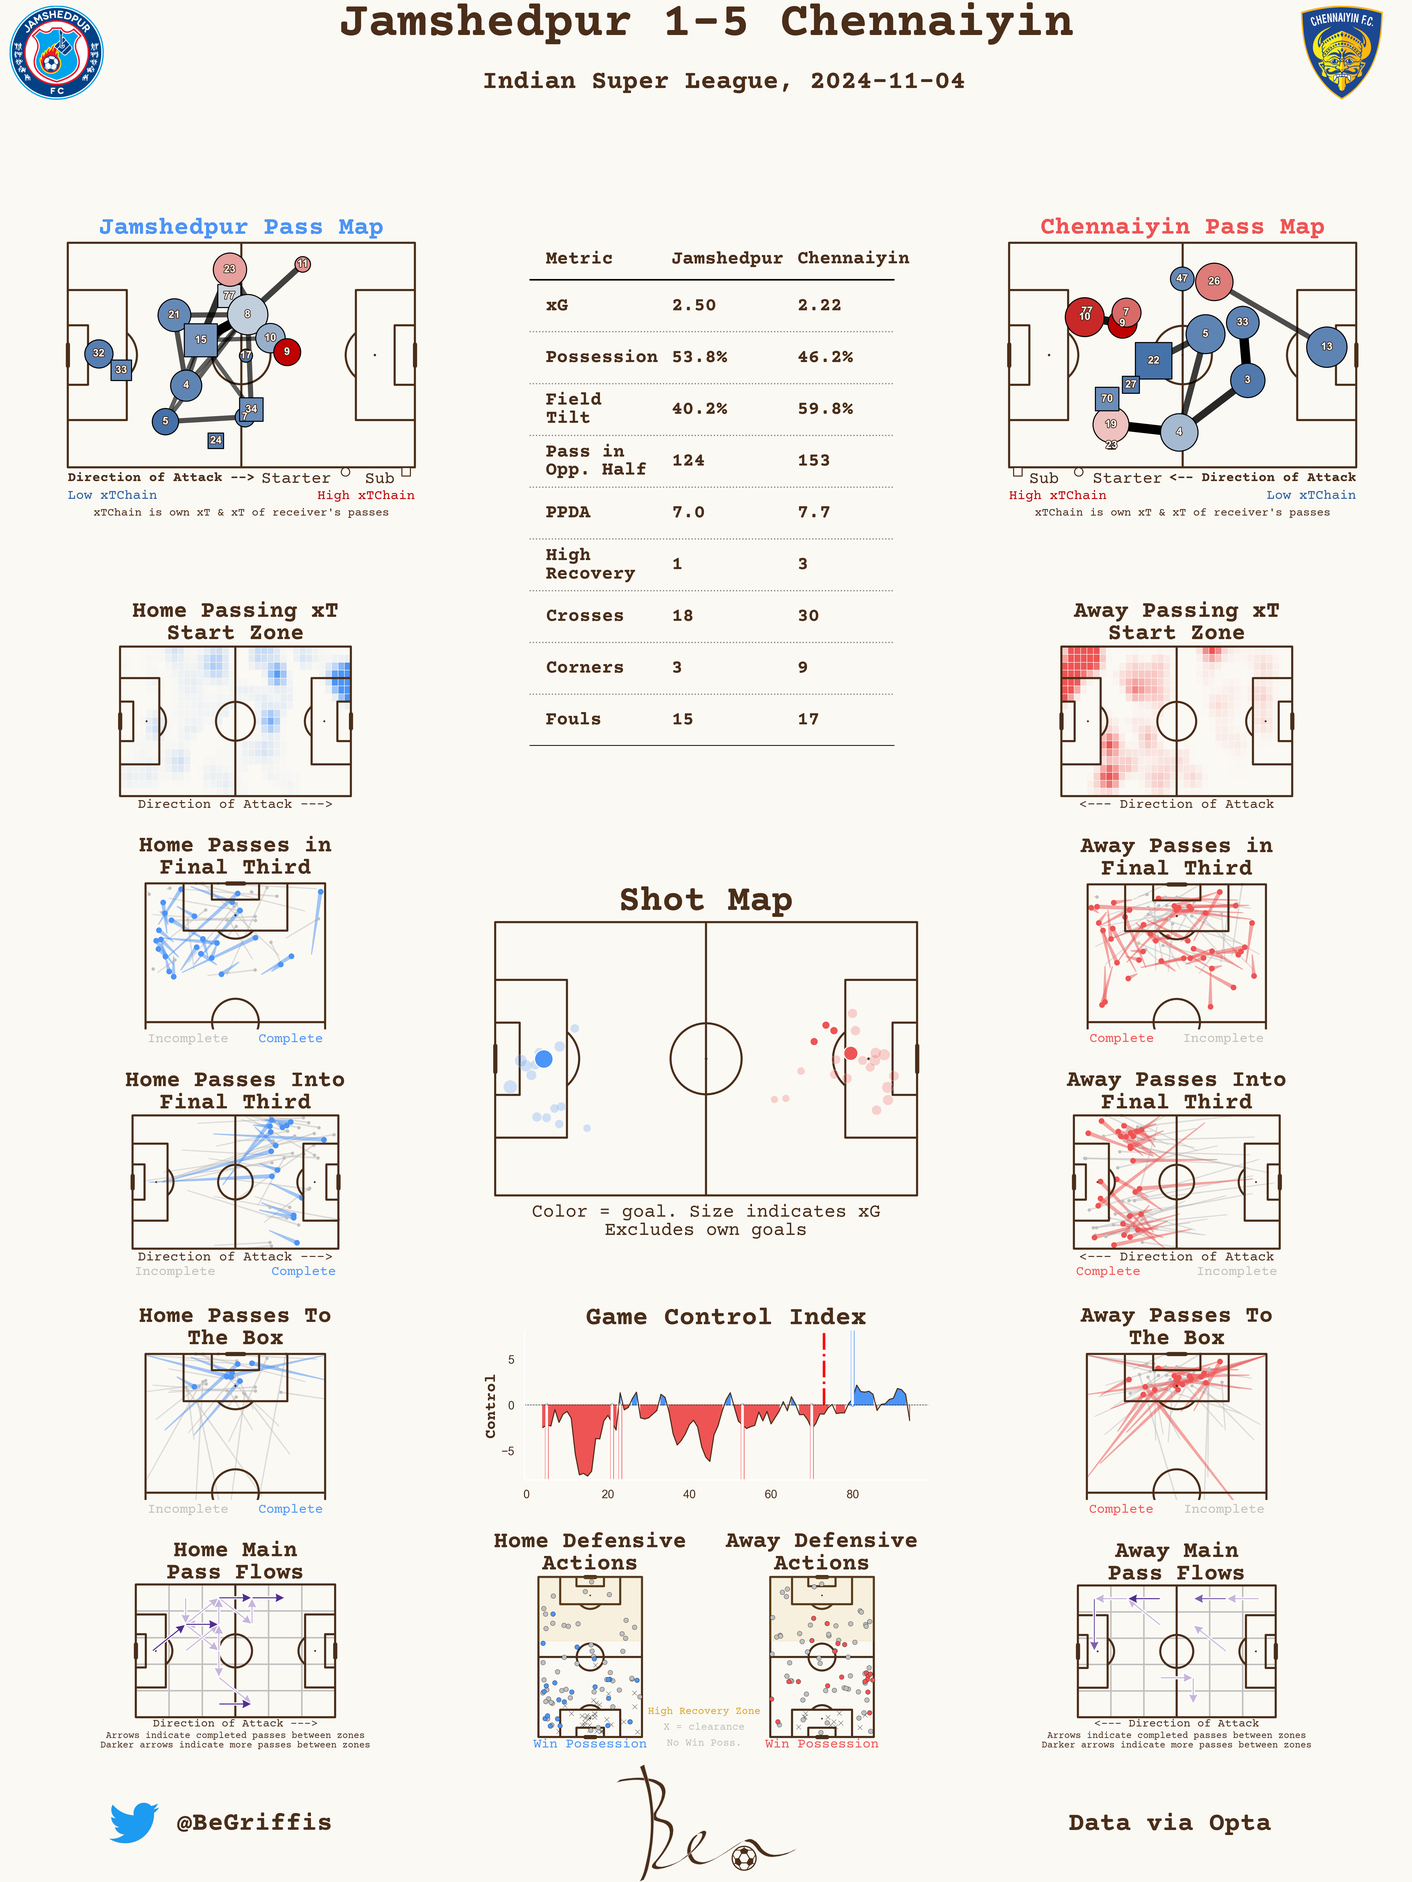 Jamshedpur 1-5 Chennaiyin
Indian Super League, 2024-11-04
JAMSHEDPUR
FC
CHENNAIYIN F.C.
Jamshedpur Pass Map
23
11
77
21
8
15
10
9
17
32
33
4
34
7
5
24
Direction of Attack --> Starter Sub
Low xTChain High xTChain
xTChain is own xT & xT of receiver's passes
Metric Jamshedpur Chennaiyin
xG 2.50 2.22
Possession 53.8% 46.2%
Field
Tilt 40.2% 59.8%
Pass in
Opp. Half 124 153
PPDA 7.0 7.7
High
Recovery 1 3
Crosses 18 30
Corners 3 9
Fouls 15 17
Chennaiyin Pass Map
47
26
77
10
7
9
5
33
13
22
27
3
70
19
4
23
Sub Starter <-- Direction of Attack
High xTChain Low xTChain
xTChain is own xT & xT of receiver's passes
Home Passing xT
Start Zone
Direction of Attack --->
Away Passing xT
Start Zone
<--- Direction of Attack
Home Passes in
Final Third
Incomplete Complete
Away Passes in
Final Third
Complete Incomplete
Shot Map
Color = goal. Size indicates xG
Excludes own goals
Home Passes Into
Final Third
Direction of Attack --->
Incomplete Complete
Away Passes Into
Final Third
<--- Direction of Attack
Complete Incomplete
Home Passes To
The Box
Incomplete Complete
Game Control Index
Control
5
0
−5
0 20 40 60 80
Away Passes To
The Box
Complete Incomplete
Home Main
Pass Flows
Direction of Attack --->
Arrows indicate completed passes between zones
Darker arrows indicate more passes between zones
Home Defensive
Actions
Win Possession
High Recovery Zone
X = clearance
No Win Poss.
Away Defensive
Actions
Win Possession
Away Main
Pass Flows
<--- Direction of Attack
Arrows indicate completed passes between zones
Darker arrows indicate more passes between zones
@BeGriffis
Ben
Data via Opta